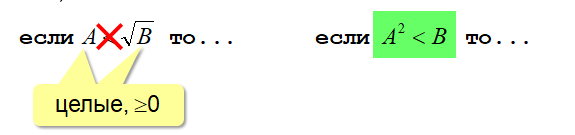 если A √B то... если A² < B то...
целые, ≥0